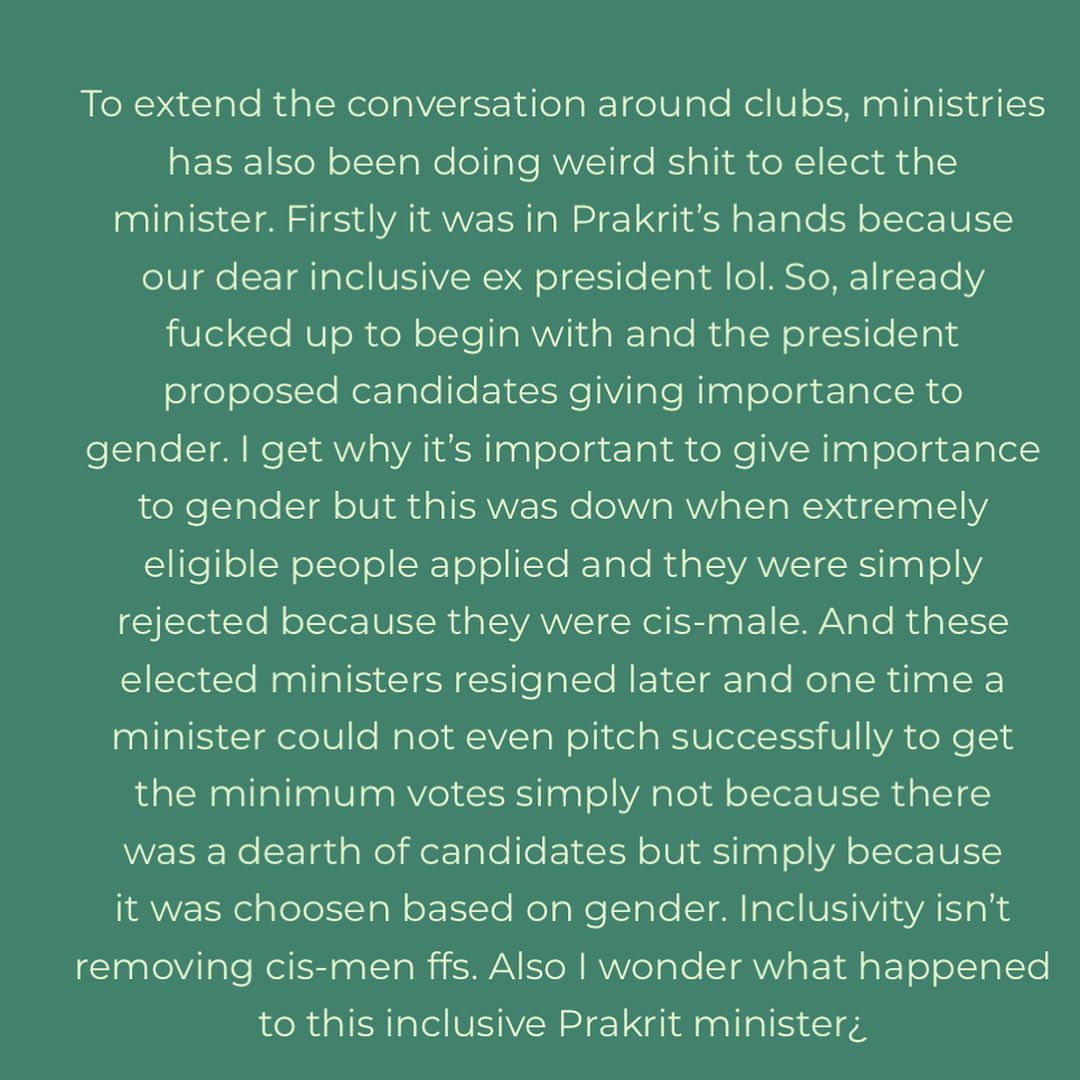 To extend the conversation around clubs, ministries
has also been doing weird shit to elect the
minister. Firstly it was in Prakrit’s hands because
our dear inclusive ex president lol. So, already
fucked up to begin with and the president
proposed candidates giving importance to
gender. I get why it’s important to give importance
to gender but this was down when extremely
eligible people applied and they were simply
rejected because they were cis-male. And these
elected ministers resigned later and one time a
minister could not even pitch successfully to get
the minimum votes simply not because there
was a dearth of candidates but simply because
it was choosen based on gender. Inclusivity isn’t
removing cis-men ffs. Also I wonder what happened
to this inclusive Prakrit minister¿